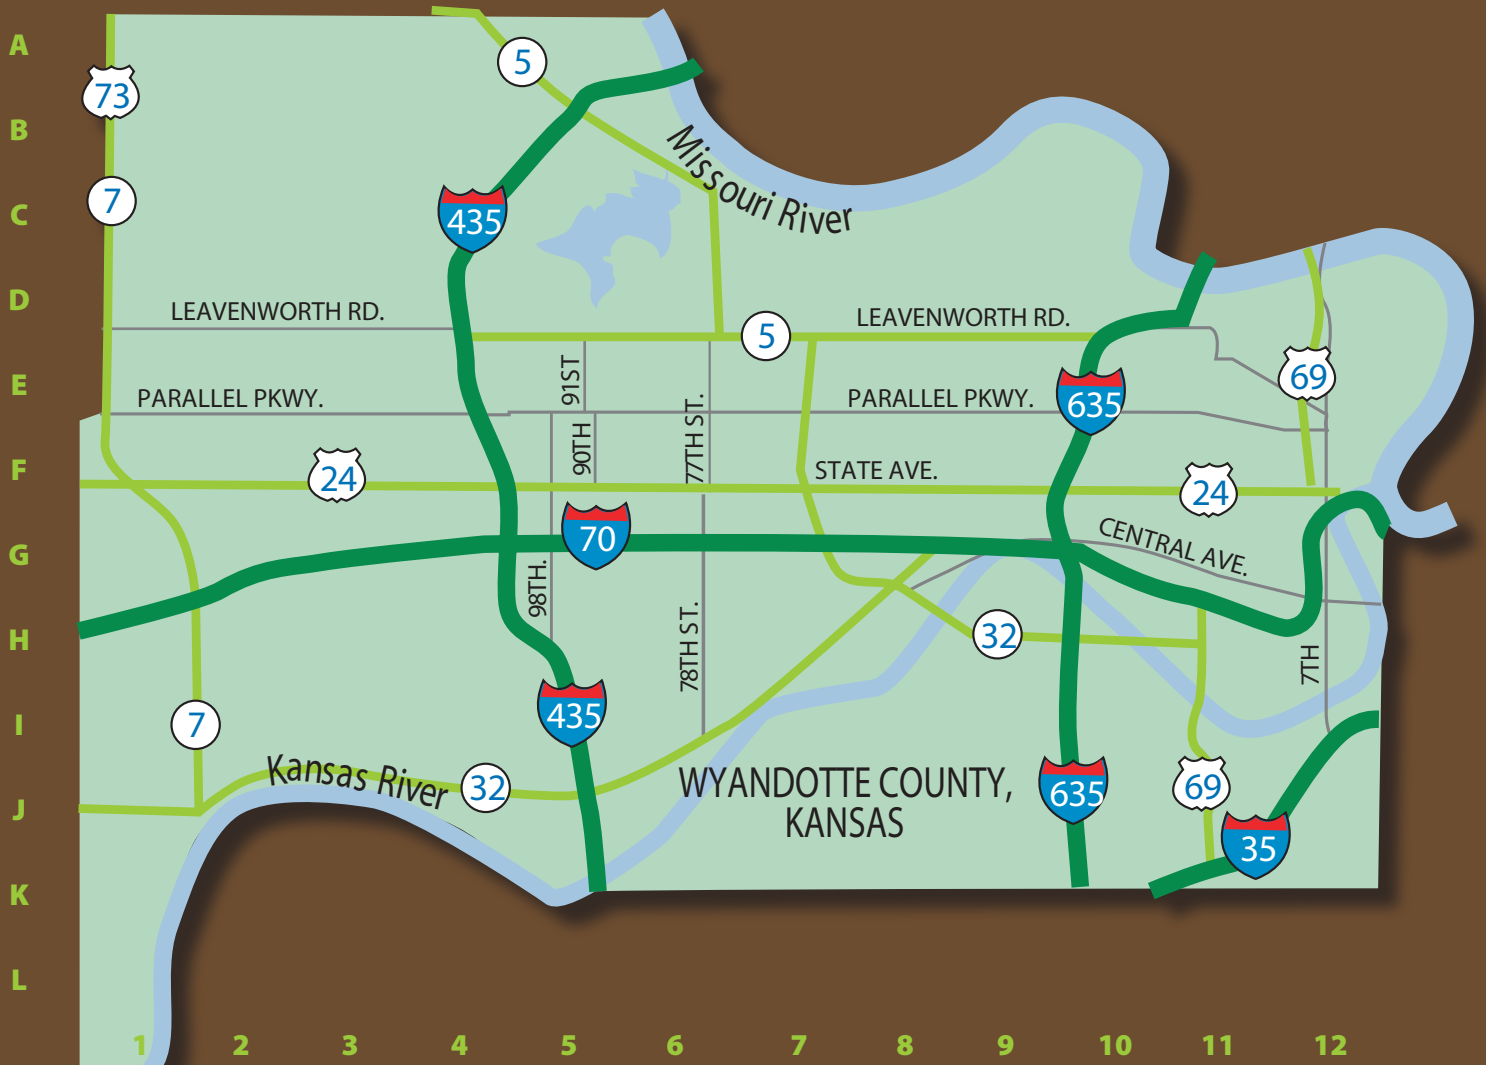 A
B
C
D
E
F
G
H
I
J
K
L
5
73
7
435
Missouri River
LEAVENWORTH RD.
5
LEAVENWORTH RD.
69
91ST
PARALLEL PKWY.
PARALLEL PKWY.
635
90TH
77TH ST.
24
STATE AVE.
24
70
CENTRAL AVE.
98TH.
78TH ST.
32
7TH
7
435
Kansas River
32
WYANDOTTE COUNTY,
KANSAS
635
69
35
1
2
3
4
5
6
7
8
9
10
11
12